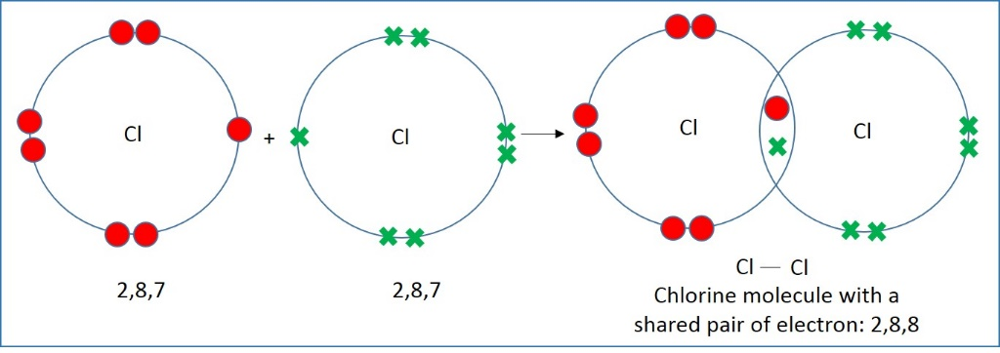 Cl
+
Cl
Cl
Cl
2,8,7
2,8,7
Cl — Cl
Chlorine molecule with a
shared pair of electron: 2,8,8